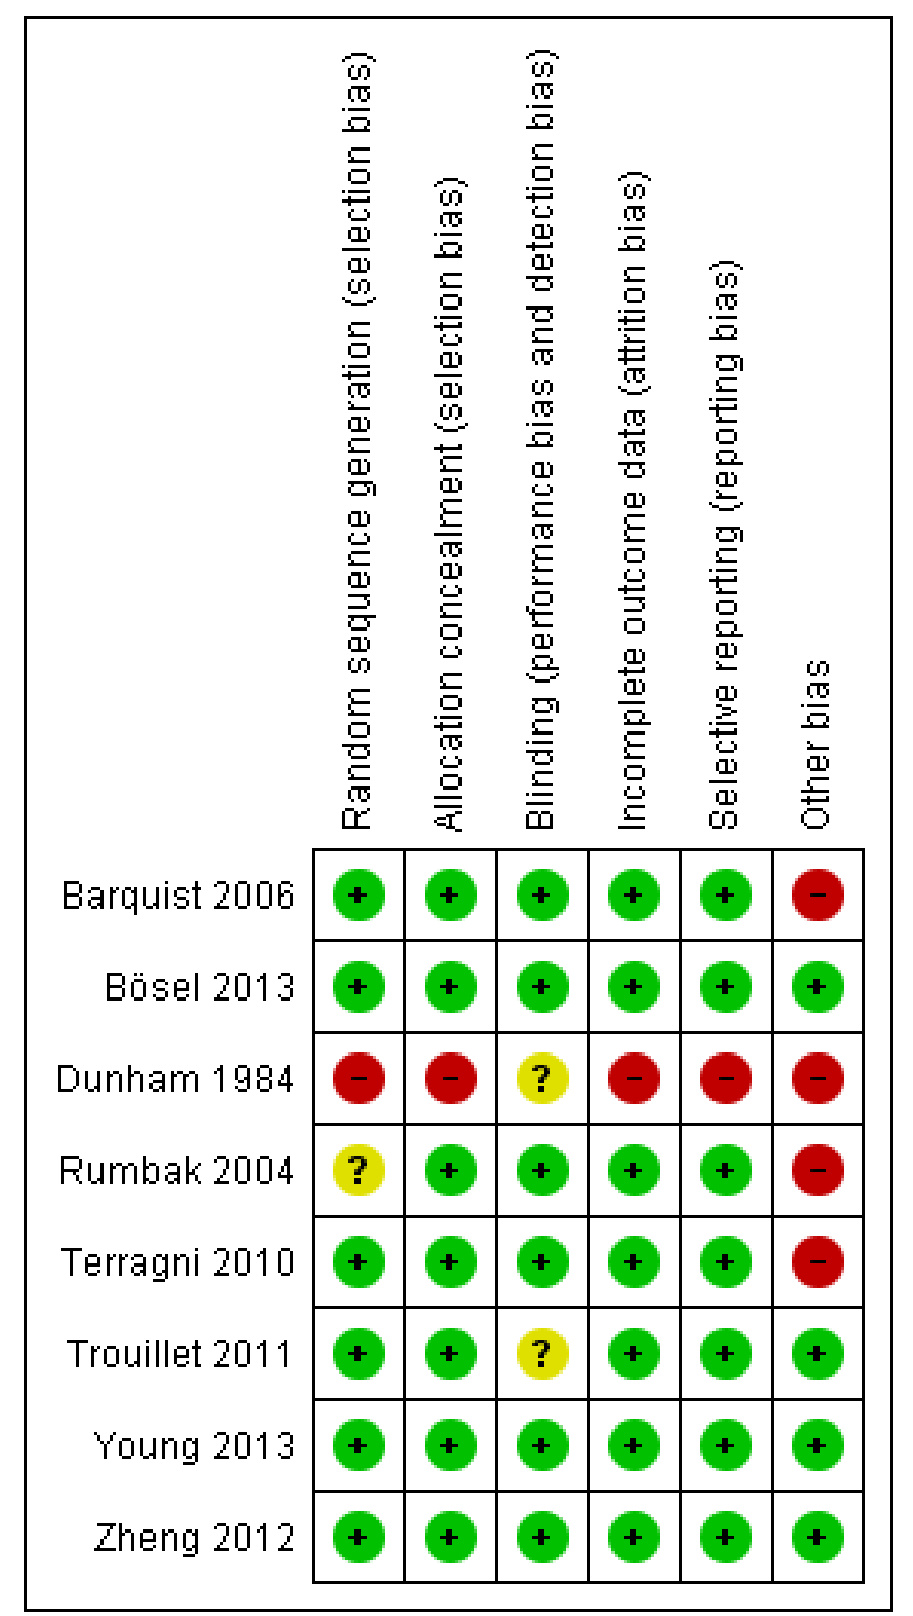 Random sequence generation (selection bias)
Allocation concealment (selection bias)
Blinding (performance bias and detection bias)
Incomplete outcome data (attrition bias)
Selective reporting (reporting bias)
Other bias
Barquist 2006 + + + + + -
Bösel 2013 + + + + + +
Dunham 1984 - - ? - - -
Rumbak 2004 ? + + + + -
Terragni 2010 + + + + + -
Trouillet 2011 + + ? + + +
Young 2013 + + + + + +
Zheng 2012 + + + + + +